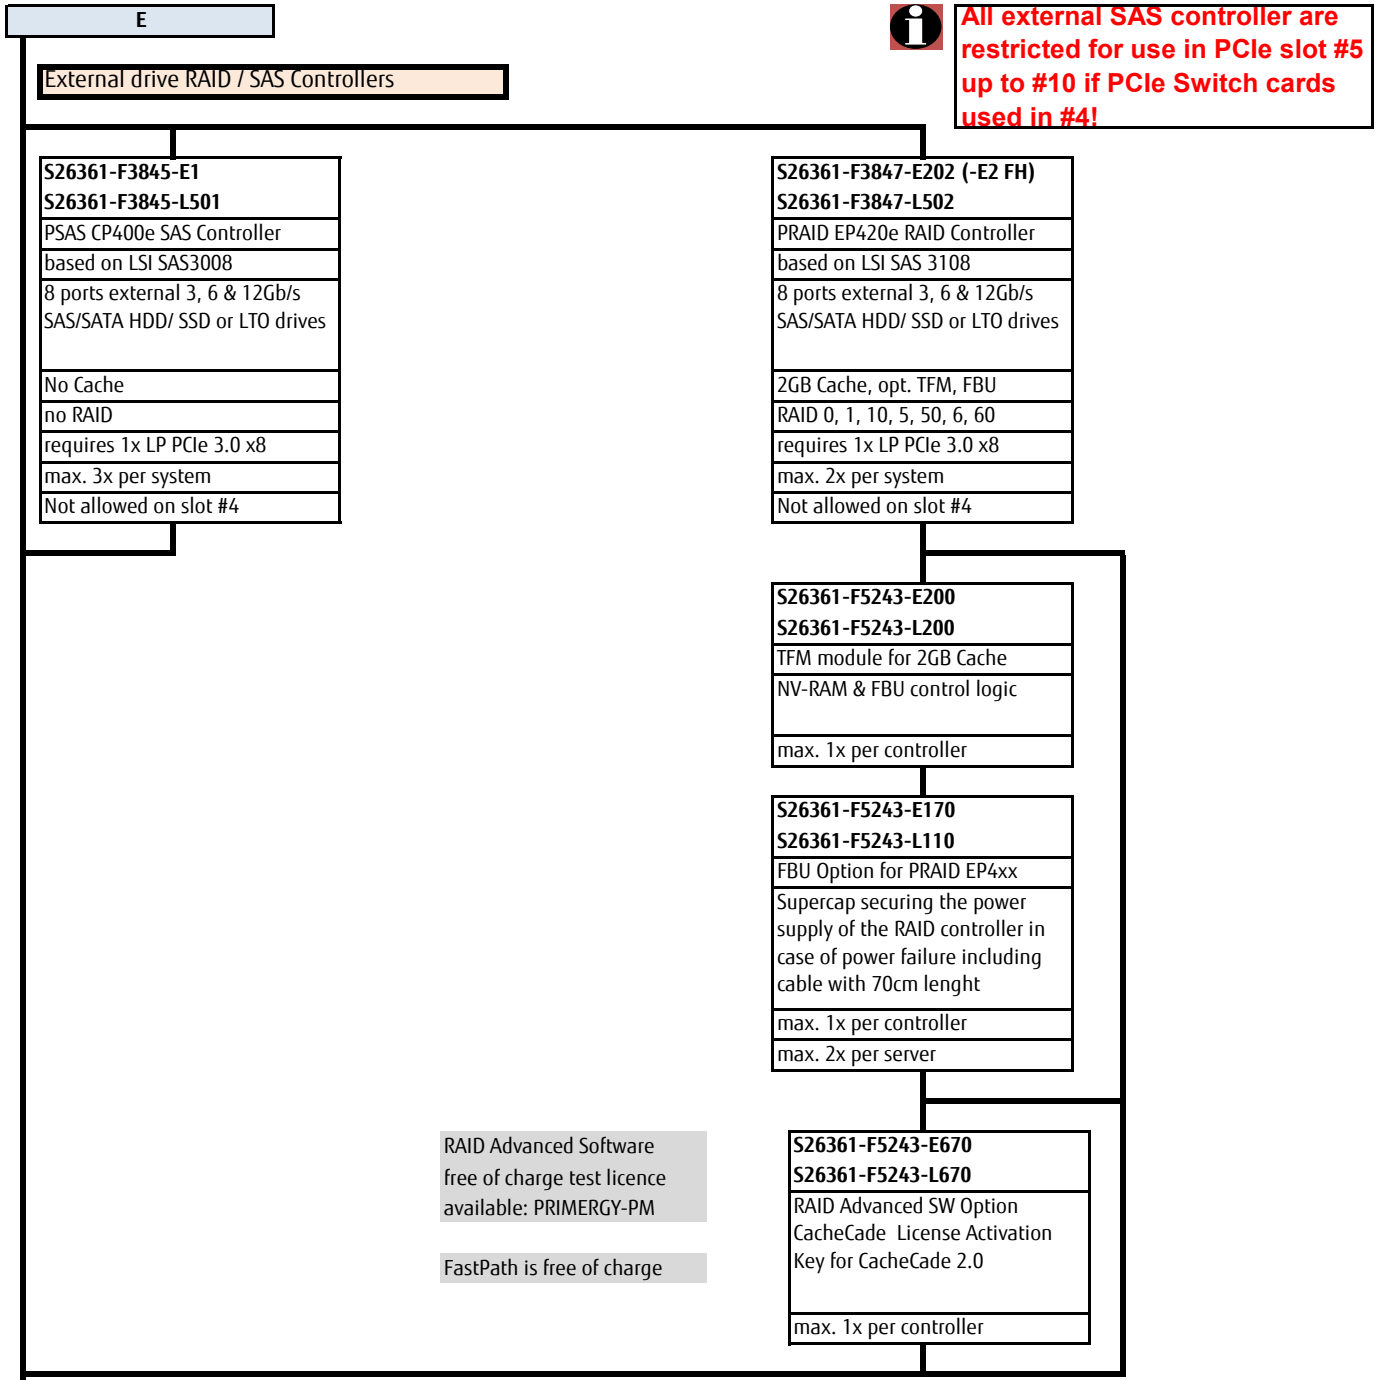 E
All external SAS controller are
restricted for use in PCIe slot #5
up to #10 if PCIe Switch cards
used in #4!
External drive RAID / SAS Controllers
S26361-F3845-E1
S26361-F3845-L501
PSAS CP400e SAS Controller
based on LSI SAS3008
8 ports external 3, 6 & 12Gb/s
SAS/SATA HDD/ SSD or LTO drives
No Cache
no RAID
requires 1x LP PCIe 3.0 x8
max. 3x per system
Not allowed on slot #4
S26361-F3847-E202 (-E2 FH)
S26361-F3847-L502
PRAID EP420e RAID Controller
based on LSI SAS 3108
8 ports external 3, 6 & 12Gb/s
SAS/SATA HDD/ SSD or LTO drives
2GB Cache, opt. TFM, FBU
RAID 0, 1, 10, 5, 50, 6, 60
requires 1x LP PCIe 3.0 x8
max. 2x per system
Not allowed on slot #4
S26361-F5243-E200
S26361-F5243-L200
TFM module for 2GB Cache
NV-RAM & FBU control logic
max. 1x per controller
S26361-F5243-E170
S26361-F5243-L110
FBU Option for PRAID EP4xx
Supercap securing the power
supply of the RAID controller in
case of power failure including
cable with 70cm lenght
max. 1x per controller
max. 2x per server
RAID Advanced Software
free of charge test licence
available: PRIMERGY-PM
FastPath is free of charge
S26361-F5243-E670
S26361-F5243-L670
RAID Advanced SW Option
CacheCade  License Activation
Key for CacheCade 2.0
max. 1x per controller